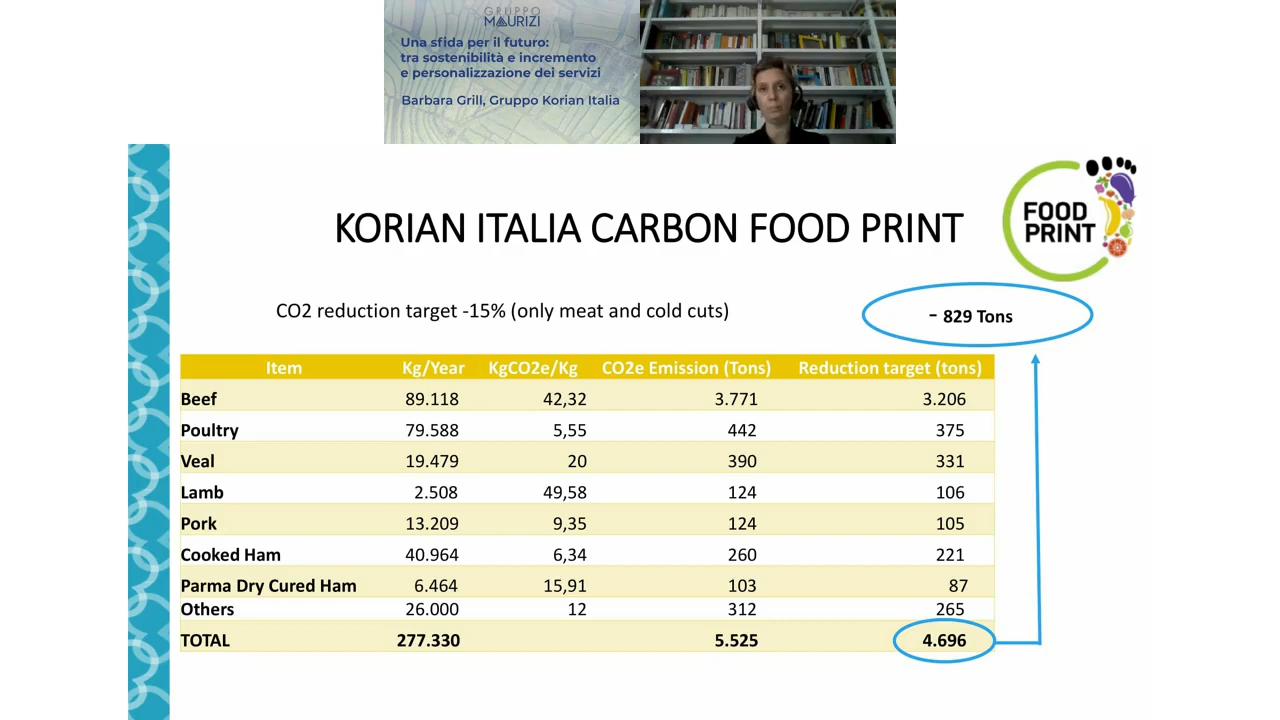 GRUPPO
MAURIZI
Una sfida per il futuro:
tra sostenibilità e incremento
e personalizzazione dei servizi
Barbara Grill, Gruppo Korian Italia
KORIAN ITALIA CARBON FOOD PRINT
FOOD
PRINT
CO2 reduction target -15% (only meat and cold cuts)
- 829 Tons
Item Kg/Year KgCO2e/Kg CO2e Emission (Tons) Reduction target (tons)
Beef 89.118 42,32 3.771 3.206
Poultry 79.588 5,55 442 375
Veal 19.479 20 390 331
Lamb 2.508 49,58 124 106
Pork 13.209 9,35 124 105
Cooked Ham 40.964 6,34 260 221
Parma Dry Cured Ham 6.464 15,91 103 87
Others 26.000 12 312 265
TOTAL 277.330 5.525 4.696